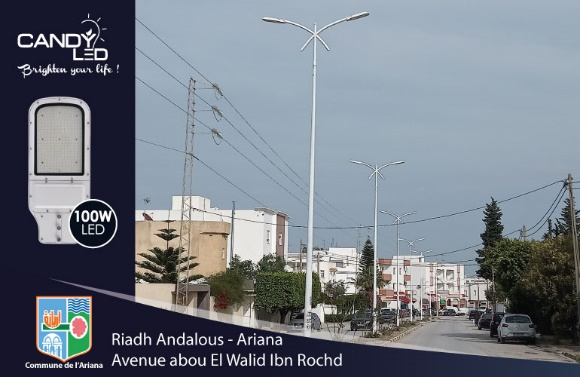 CANDY
LED
Brighten your life !
100W
LED
Riadh Andalous - Ariana
Avenue abou El Walid Ibn Rochd
Commune de l'Ariana